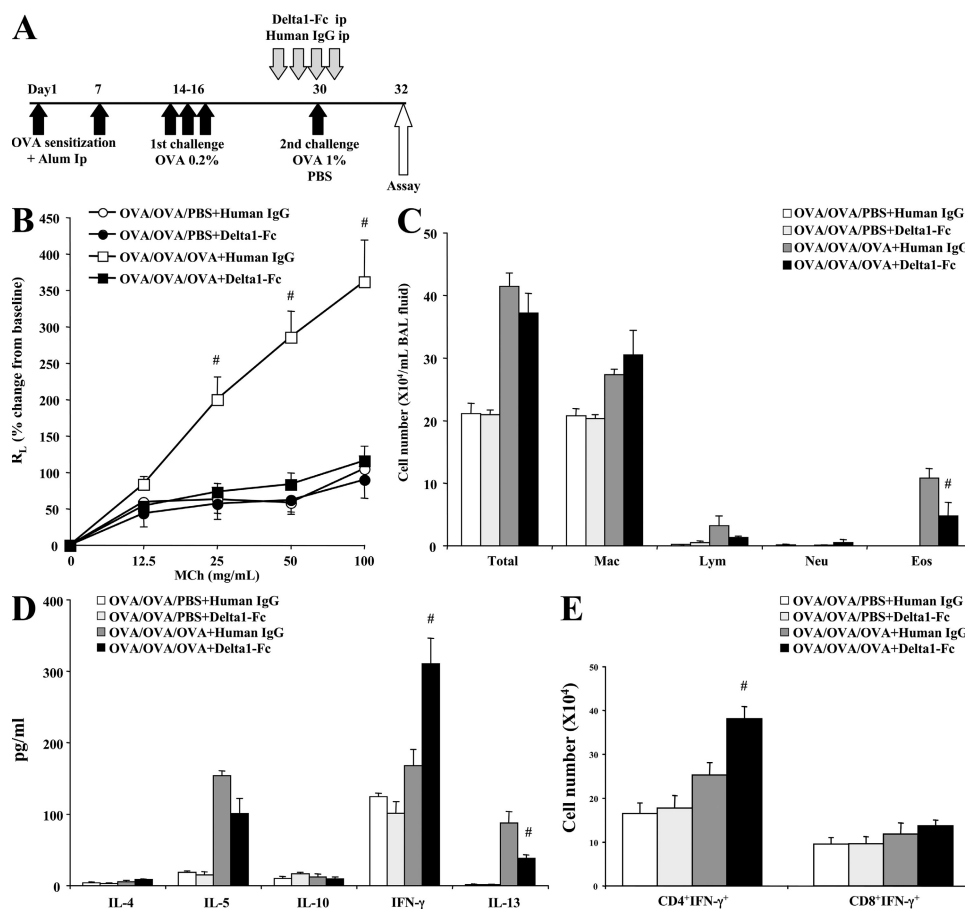 A
Delta1-Fc ip
Human IgG ip
Day1 7 14-16 30 32
OVA sensitization
+ Alum Ip
1st challenge
OVA 0.2%
2nd challenge
OVA 1%
PBS
Assay
B
OVA/OVA/PBS+Human IgG
OVA/OVA/PBS+Delta1-Fc
OVA/OVA/OVA+Human IgG
OVA/OVA/OVA+Delta1-Fc
RL (% change from baseline)
450
400
350
300
250
200
150
100
50
0
# # #
0 12.5 25 50 100
MCh (mg/mL)
C
OVA/OVA/PBS+Human IgG
OVA/OVA/PBS+Delta1-Fc
OVA/OVA/OVA+Human IgG
OVA/OVA/OVA+Delta1-Fc
Cell number (X10⁴/mL BAL fluid)
50
40
30
20
10
0
#
Total Mac Lym Neu Eos
D
OVA/OVA/PBS+Human IgG
OVA/OVA/PBS+Delta1-Fc
OVA/OVA/OVA+Human IgG
OVA/OVA/OVA+Delta1-Fc
pg/ml
400
300
200
100
0
# #
IL-4 IL-5 IL-10 IFN-γ IL-13
E
OVA/OVA/PBS+Human IgG
OVA/OVA/PBS+Delta1-Fc
OVA/OVA/OVA+Human IgG
OVA/OVA/OVA+Delta1-Fc
Cell number (X10⁴)
50
40
30
20
10
0
#
CD4⁺IFN-γ⁺ CD8⁺IFN-γ⁺